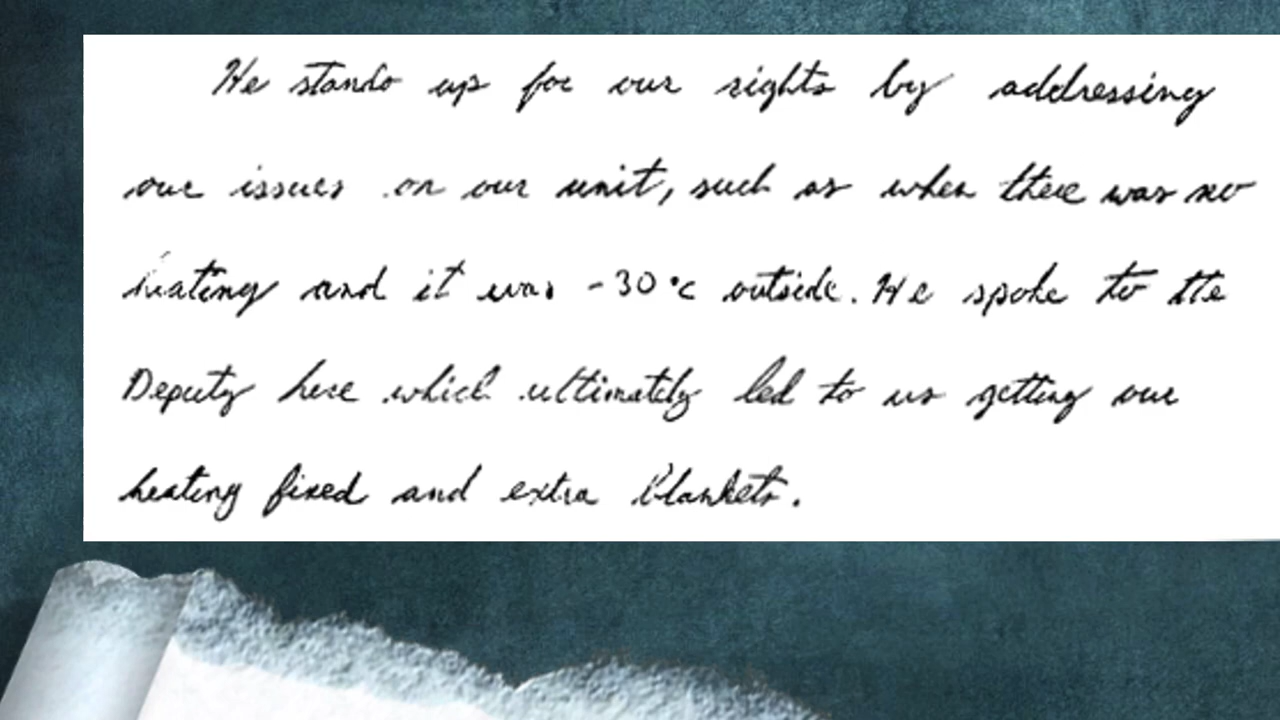 He stands up for our rights by addressing
our issues on our unit, such as when there was no
heating and it was -30°c outside. He spoke to the
Deputy here which ultimately led to us getting our
heating fixed and extra blankets.